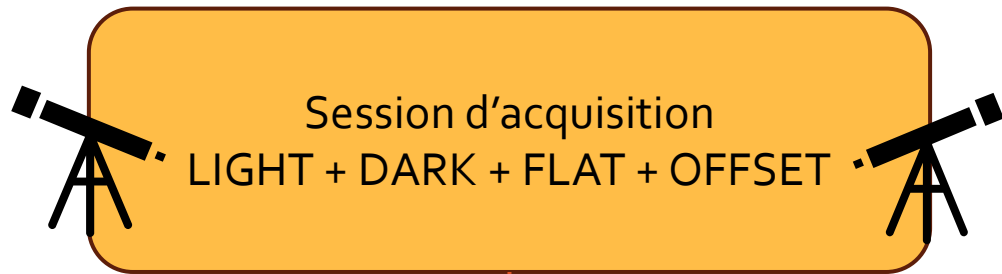 Session d’acquisition
LIGHT + DARK + FLAT + OFFSET